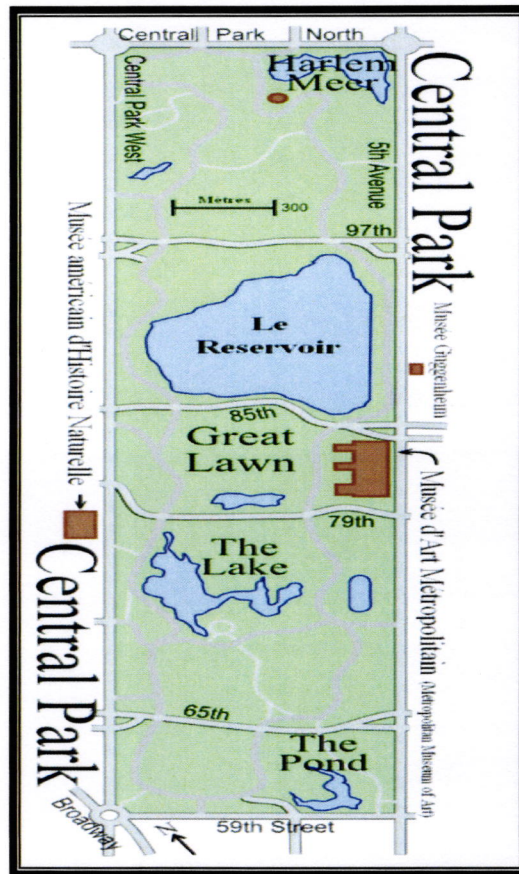 Central Park North
Harlem
Meer
Central Park West
5th Avenue
Central Park
Mètres
300
97th
Musée Guggenheim
Musée américain d'Histoire Naturelle
Le
Reservoir
85th
Great
Lawn
Musée d'Art Métropolitain (Metropolitan Museum of Art)
79th
The
Lake
Central Park
65th
The
Pond
Broadway
N
59th Street